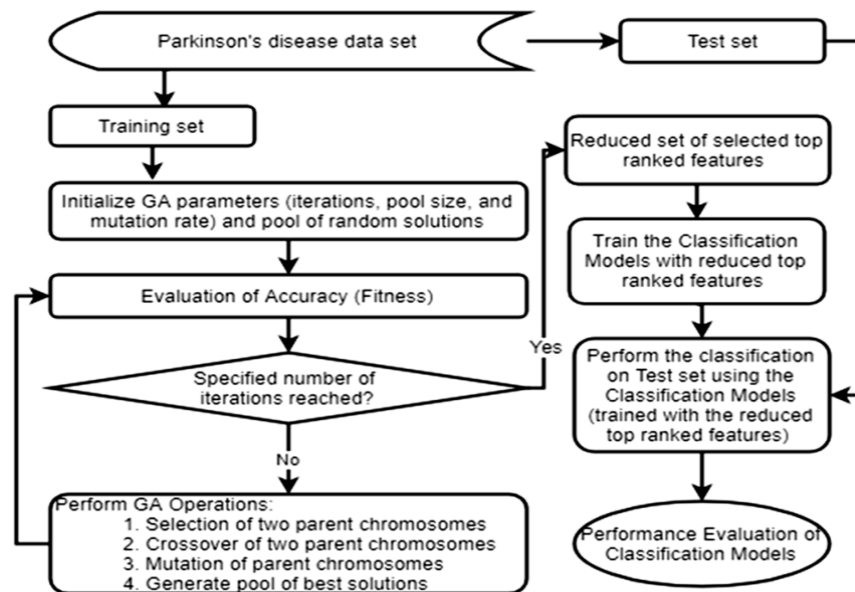 Parkinson's disease data set
Test set
Training set
Initialize GA parameters (iterations, pool size, and
mutation rate) and pool of random solutions
Evaluation of Accuracy (Fitness)
Specified number of
iterations reached?
No
Perform GA Operations:
1. Selection of two parent chromosomes
2. Crossover of two parent chromosomes
3. Mutation of parent chromosomes
4. Generate pool of best solutions
Yes
Reduced set of selected top
ranked features
Train the Classification
Models with reduced top
ranked features
Perform the classification
on Test set using the
Classification Models
(trained with the reduced
top ranked features)
Performance Evaluation of
Classification Models